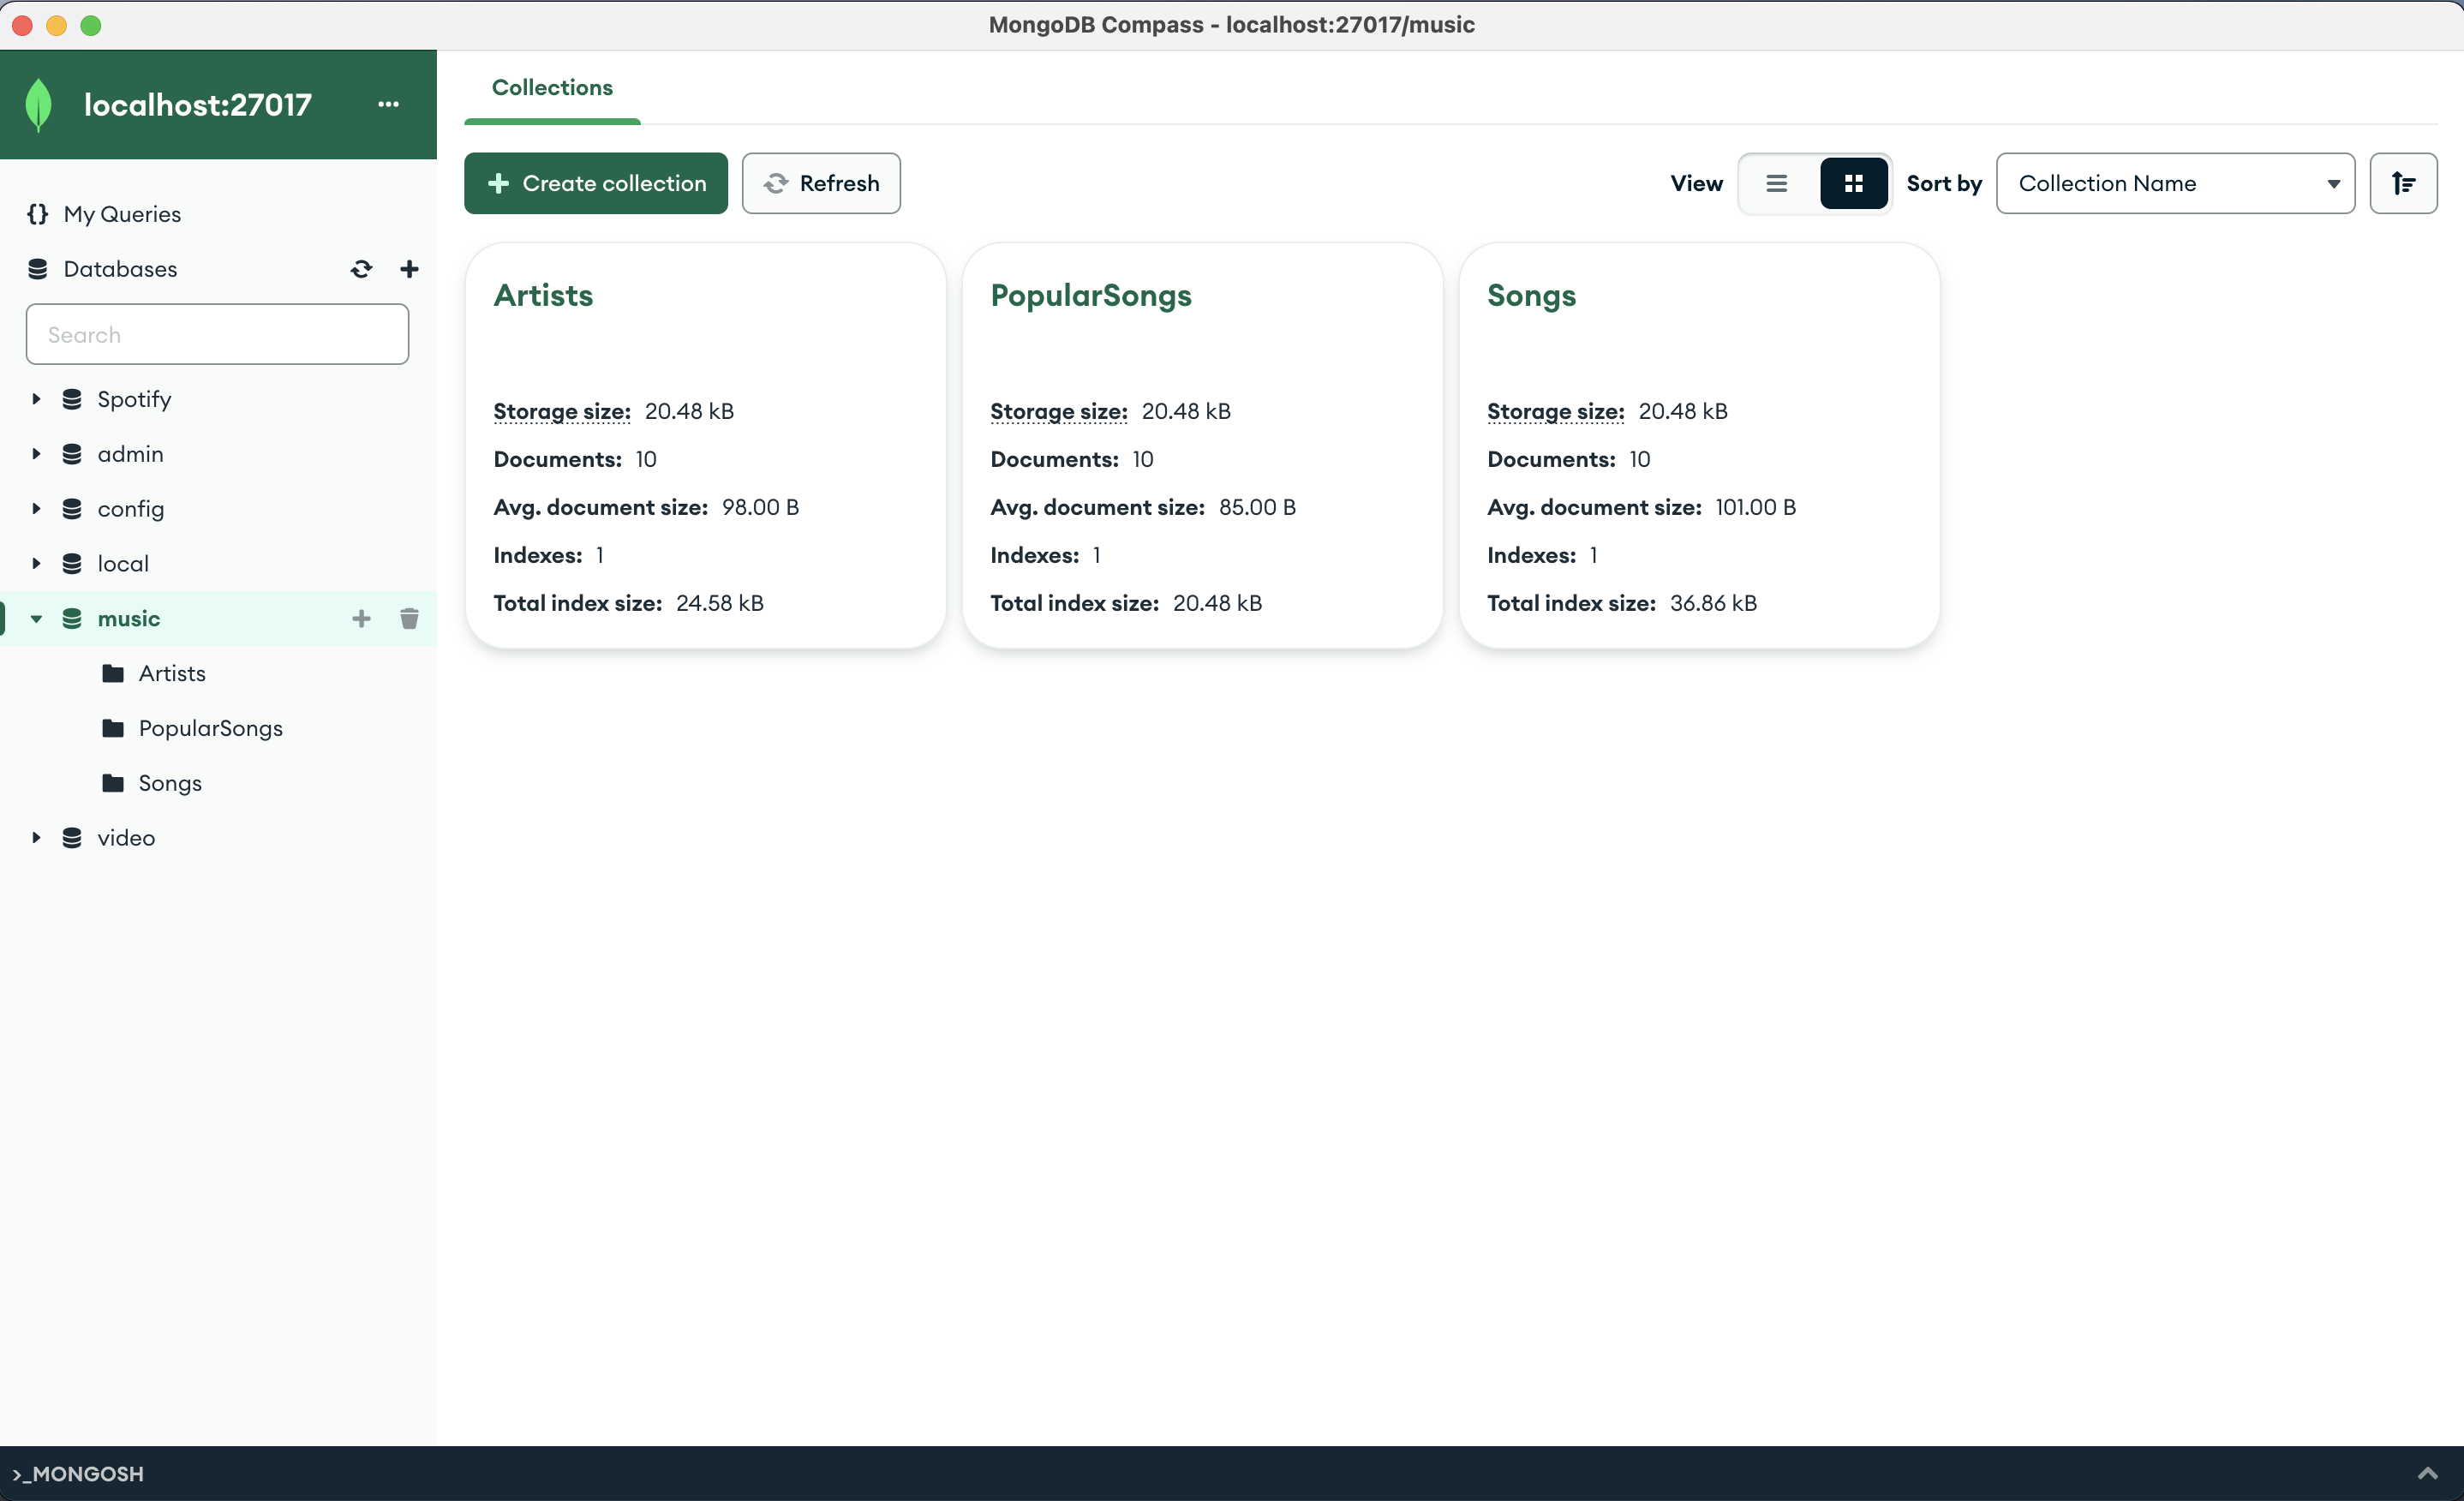 MongoDB Compass - localhost:27017/music
localhost:27017
My Queries
Databases
Search
Spotify
admin
config
local
music
Artists
PopularSongs
Songs
video
Collections
Create collection
Refresh
View
Sort by
Collection Name
Artists
Storage size: 20.48 kB
Documents: 10
Avg. document size: 98.00 B
Indexes: 1
Total index size: 24.58 kB
PopularSongs
Storage size: 20.48 kB
Documents: 10
Avg. document size: 85.00 B
Indexes: 1
Total index size: 20.48 kB
Songs
Storage size: 20.48 kB
Documents: 10
Avg. document size: 101.00 B
Indexes: 1
Total index size: 36.86 kB
>_MONGOSH